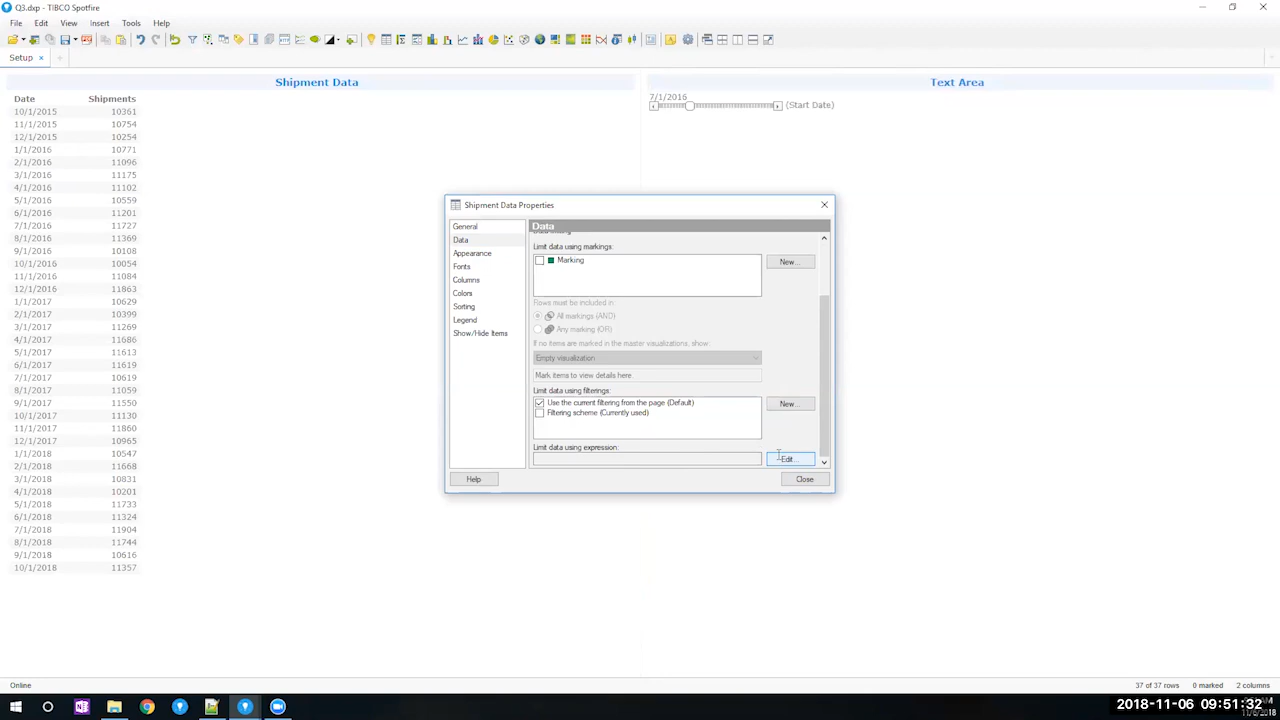 Q3.dxp - TIBCO Spotfire
File Edit View Insert Tools Help
Setup ×
Shipment Data
Date Shipments
10/1/2015 10361
11/1/2015 10754
12/1/2015 10254
1/1/2016 10771
2/1/2016 11096
3/1/2016 11175
4/1/2016 11102
5/1/2016 10559
6/1/2016 11201
7/1/2016 11727
8/1/2016 11369
9/1/2016 10108
10/1/2016 10054
11/1/2016 11084
12/1/2016 11863
1/1/2017 10629
2/1/2017 10399
3/1/2017 11269
4/1/2017 11686
5/1/2017 11613
6/1/2017 11619
7/1/2017 10619
8/1/2017 11059
9/1/2017 11550
10/1/2017 11130
11/1/2017 11860
12/1/2017 10965
1/1/2018 10547
2/1/2018 11668
3/1/2018 10831
4/1/2018 10201
5/1/2018 11733
6/1/2018 11324
7/1/2018 11904
8/1/2018 11744
9/1/2018 10616
10/1/2018 11357
Text Area
7/1/2016
(Start Date)
Shipment Data Properties
General
Data
Appearance
Fonts
Columns
Colors
Sorting
Legend
Show/Hide Items
Data
Limit data using markings:
Marking
New...
Rows must be included in:
All markings (AND)
Any marking (OR)
If no items are marked in the master visualizations, show:
Empty visualization
Mark items to view details here.
Limit data using filterings:
Use the current filtering from the page (Default)
Filtering scheme (Currently used)
New...
Limit data using expression:
Edit...
Help
Close
Online
37 of 37 rows 0 marked 2 columns
2018-11-06 09:51:32
11/6/2018